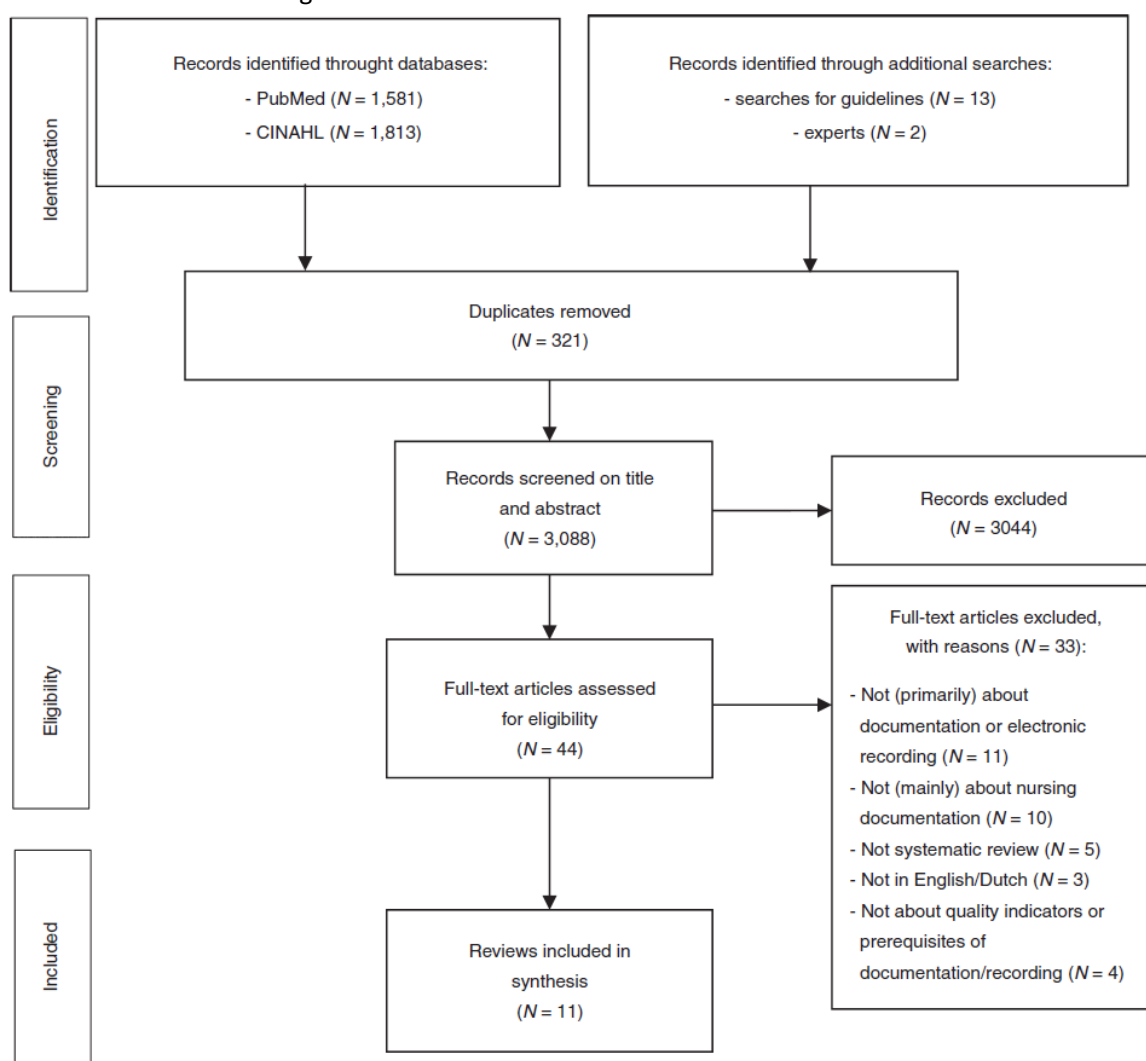 Records identified throught databases:
- PubMed (N = 1,581)
- CINAHL (N = 1,813)
Records identified through additional searches:
- searches for guidelines (N = 13)
- experts (N = 2)
Identification
Duplicates removed
(N = 321)
Screening
Records screened on title
and abstract
(N = 3,088)
Records excluded
(N = 3044)
Eligibility
Full-text articles assessed
for eligibility
(N = 44)
Full-text articles excluded,
with reasons (N = 33):
- Not (primarily) about
documentation or electronic
recording (N = 11)
- Not (mainly) about nursing
documentation (N = 10)
- Not systematic review (N = 5)
- Not in English/Dutch (N = 3)
- Not about quality indicators or
prerequisites of
documentation/recording (N = 4)
Included
Reviews included in
synthesis
(N = 11)